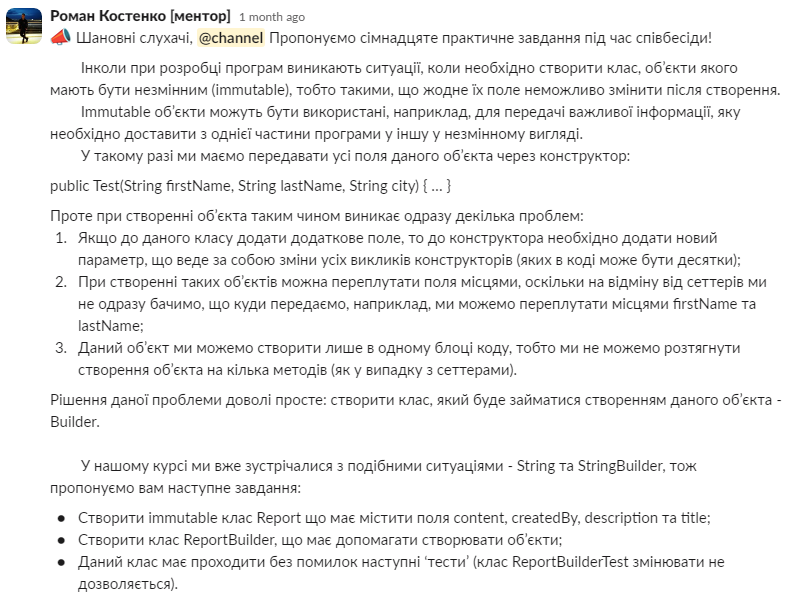 Роман Костенко [ментор] 1 month ago
📣 Шановні слухачі, @channel Пропонуємо сімнадцяте практичне завдання під час співбесіди!
Інколи при розробці програм виникають ситуації, коли необхідно створити клас, об'єкти якого
мають бути незмінним (immutable), тобто такими, що жодне їх поле неможливо змінити після створення.
Immutable об'єкти можуть бути використані, наприклад, для передачі важливої інформації, яку
необхідно доставити з однієї частини програми у іншу у незмінному вигляді.
У такому разі ми маємо передавати усі поля даного об'єкта через конструктор:
public Test(String firstName, String lastName, String city) { ... }
Проте при створенні об'єкта таким чином виникає одразу декілька проблем:
1. Якщо до даного класу додати додаткове поле, то до конструктора необхідно додати новий
параметр, що веде за собою зміни усіх викликів конструкторів (яких в коді може бути десятки);
2. При створенні таких об'єктів можна переплутати поля місцями, оскільки на відміну від сеттерів ми
не одразу бачимо, що куди передаємо, наприклад, ми можемо переплутати місцями firstName та
lastName;
3. Даний об'єкт ми можемо створити лише в одному блоці коду, тобто ми не можемо розтягнути
створення об'єкта на кілька методів (як у випадку з сеттерами).
Рішення даної проблеми доволі просте: створити клас, який буде займатися створенням даного об'єкта -
Builder.
У нашому курсі ми вже зустрічалися з подібними ситуаціями - String та StringBuilder, тож
пропонуємо вам наступне завдання:
● Створити immutable клас Report що має містити поля content, createdBy, description та title;
● Створити клас ReportBuilder, що має допомагати створювати об'єкти;
● Даний клас має проходити без помилок наступні 'тести' (клас ReportBuilderTest змінювати не
дозволяється).